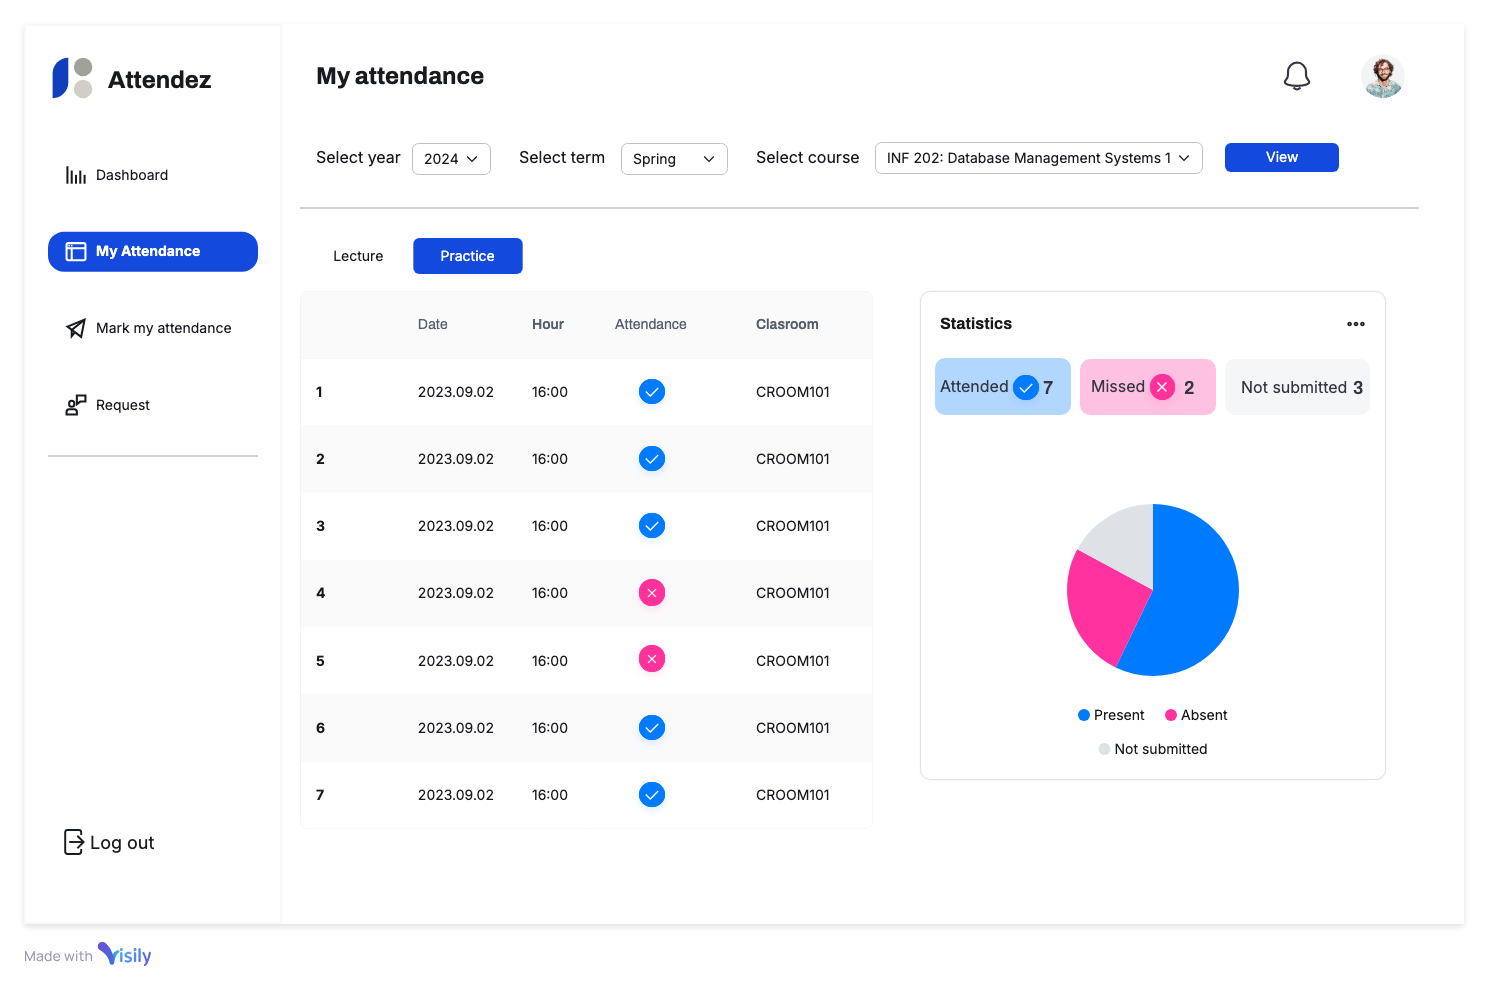 Attendez
My attendance
Dashboard
My Attendance
Mark my attendance
Request
Log out
Select year 2024 Select term Spring Select course INF 202: Database Management Systems 1 View
Lecture Practice
Date Hour Attendance Clasroom
1 2023.09.02 16:00 CROOM101
2 2023.09.02 16:00 CROOM101
3 2023.09.02 16:00 CROOM101
4 2023.09.02 16:00 CROOM101
5 2023.09.02 16:00 CROOM101
6 2023.09.02 16:00 CROOM101
7 2023.09.02 16:00 CROOM101
Statistics
Attended 7 Missed 2 Not submitted 3
Present Absent
Not submitted
Made with Visily